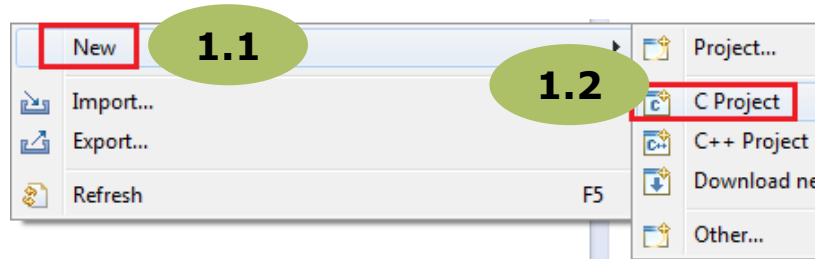 New
1.1
Import...
Export...
Refresh F5
1.2
Project...
C Project
C++ Project
Download ne
Other...